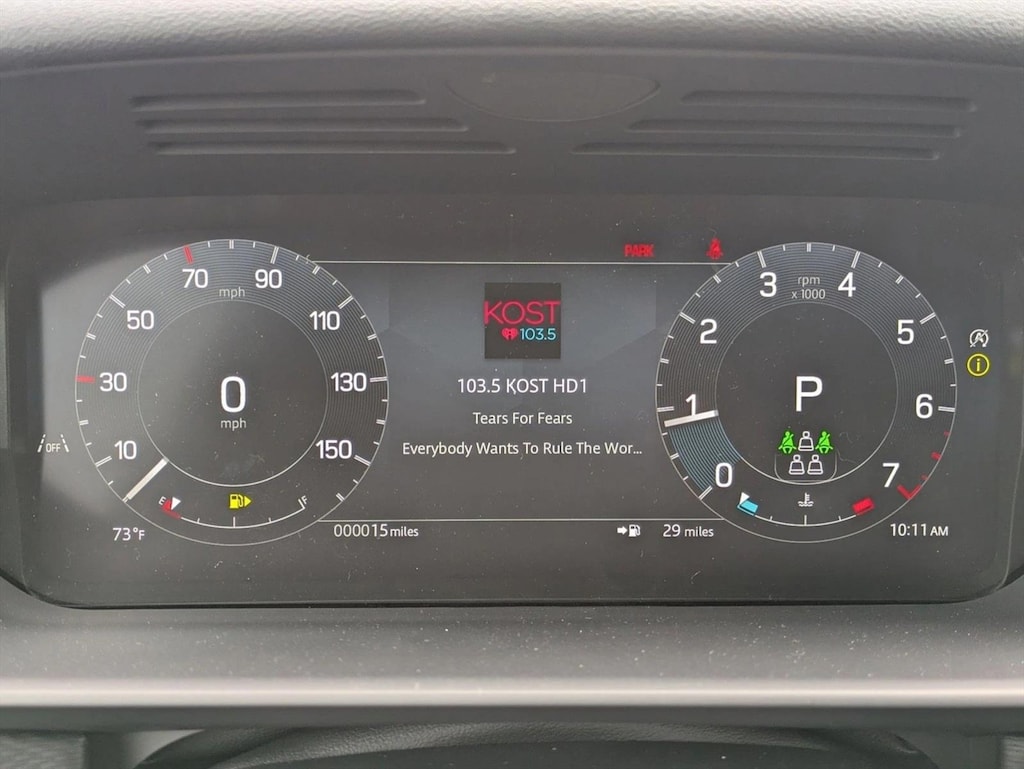 PARK
70
90
mph
50
110
30
0
130
mph
10
150
E
F
73°F
KOST
103.5
103.5 KOST HD1
Tears For Fears
Everybody Wants To Rule The Wor...
000015 miles
29 miles
3
rpm
x 1000
4
2
5
1
P
6
0
7
10:11 AM
OFF
A
i